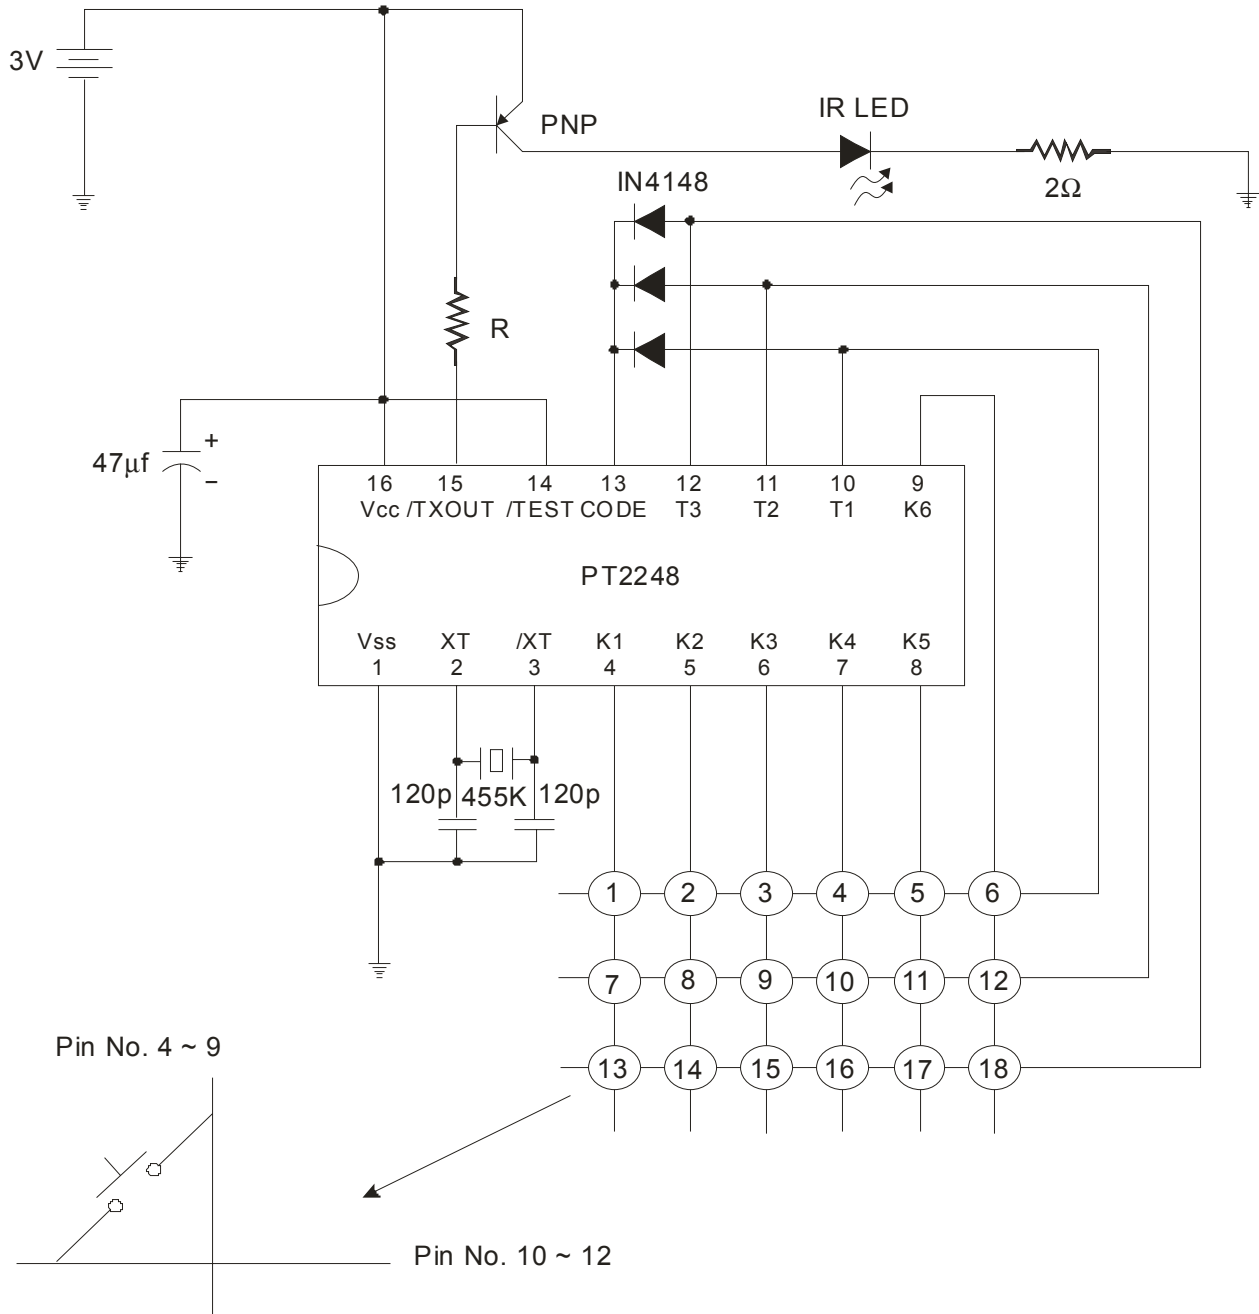 3V
PNP
IR LED
2Ω
IN4148
R
47μf
+
–
16 15 14 13 12 11 10 9
Vcc /TXOUT /TEST CODE T3 T2 T1 K6
PT2248
Vss XT /XT K1 K2 K3 K4 K5
1 2 3 4 5 6 7 8
120p 455K 120p
1 2 3 4 5 6
7 8 9 10 11 12
13 14 15 16 17 18
Pin No. 4 ~ 9
Pin No. 10 ~ 12